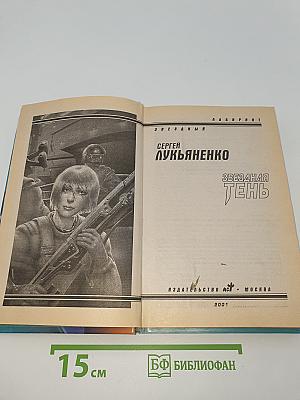 ЗВЕЗДНЫЙ
ЛАБИРИНТ
СЕРГЕЙ
ЛУКЬЯНЕНКО
ЗВЕЗДНАЯ
ТЕНЬ
ИЗДАТЕЛЬСТВО АСТ • МОСКВА
2001
15 см
БФ БИБЛИОФАН